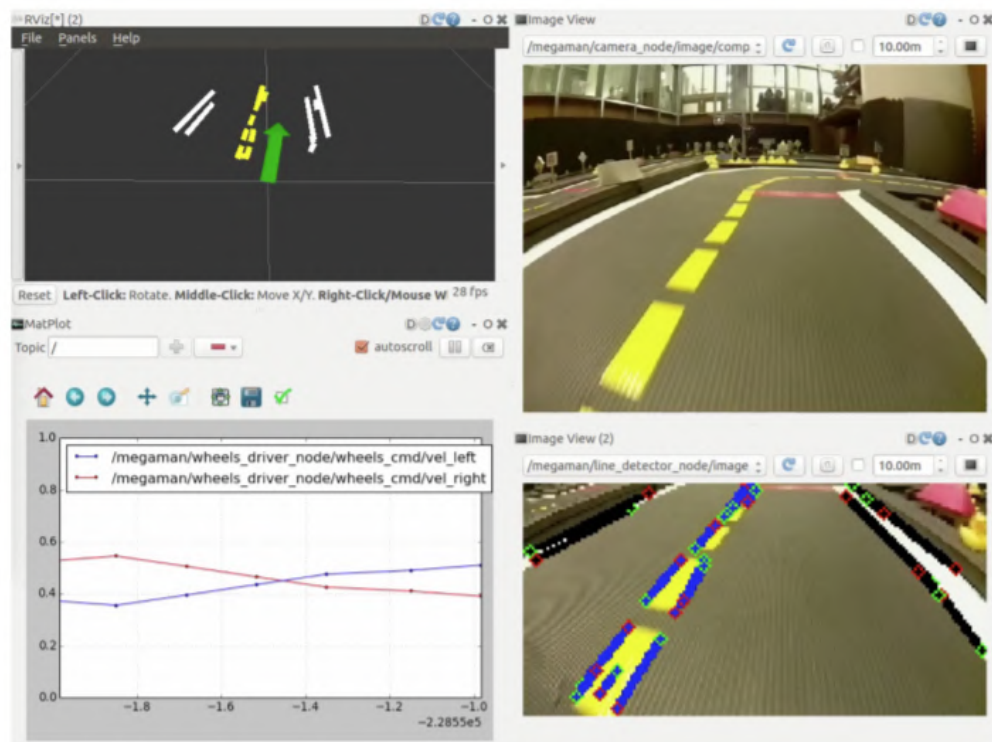 RViz[*] (2)
D - O
File Panels Help
Reset Left-Click: Rotate. Middle-Click: Move X/Y. Right-Click/Mouse W 28 fps
MatPlot
D - O
Topic /
autoscroll
1.0
0.8
0.6
0.4
0.2
0.0
/megaman/wheels_driver_node/wheels_cmd/vel_left
/megaman/wheels_driver_node/wheels_cmd/vel_right
−1.8 −1.6 −1.4 −1.2 −1.0
−2.2855e5
Image View
D - O
/megaman/camera_node/image/comp
10.00m
Image View (2)
D - O
/megaman/line_detector_node/image
10.00m